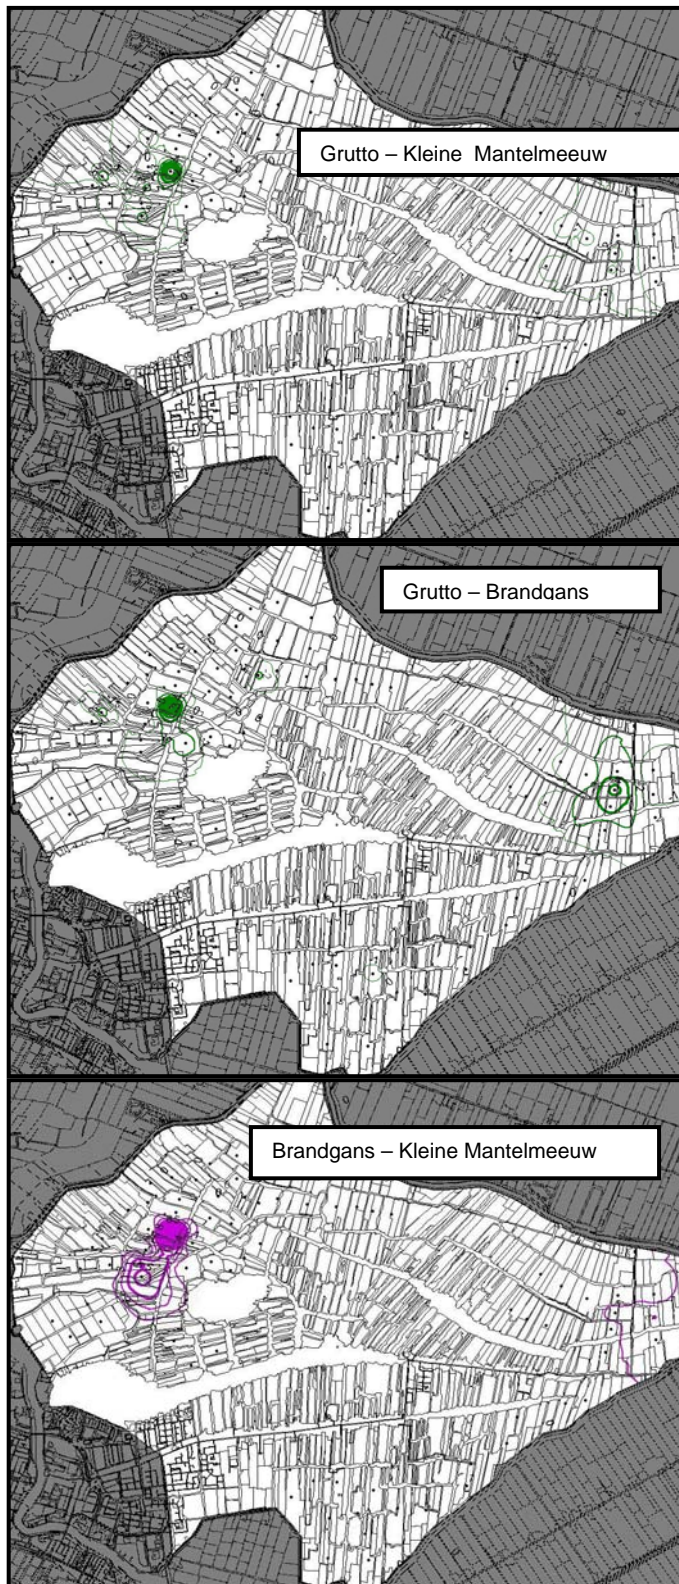 Grutto – Kleine Mantelmeeuw
Grutto – Brandgans
Brandgans – Kleine Mantelmeeuw